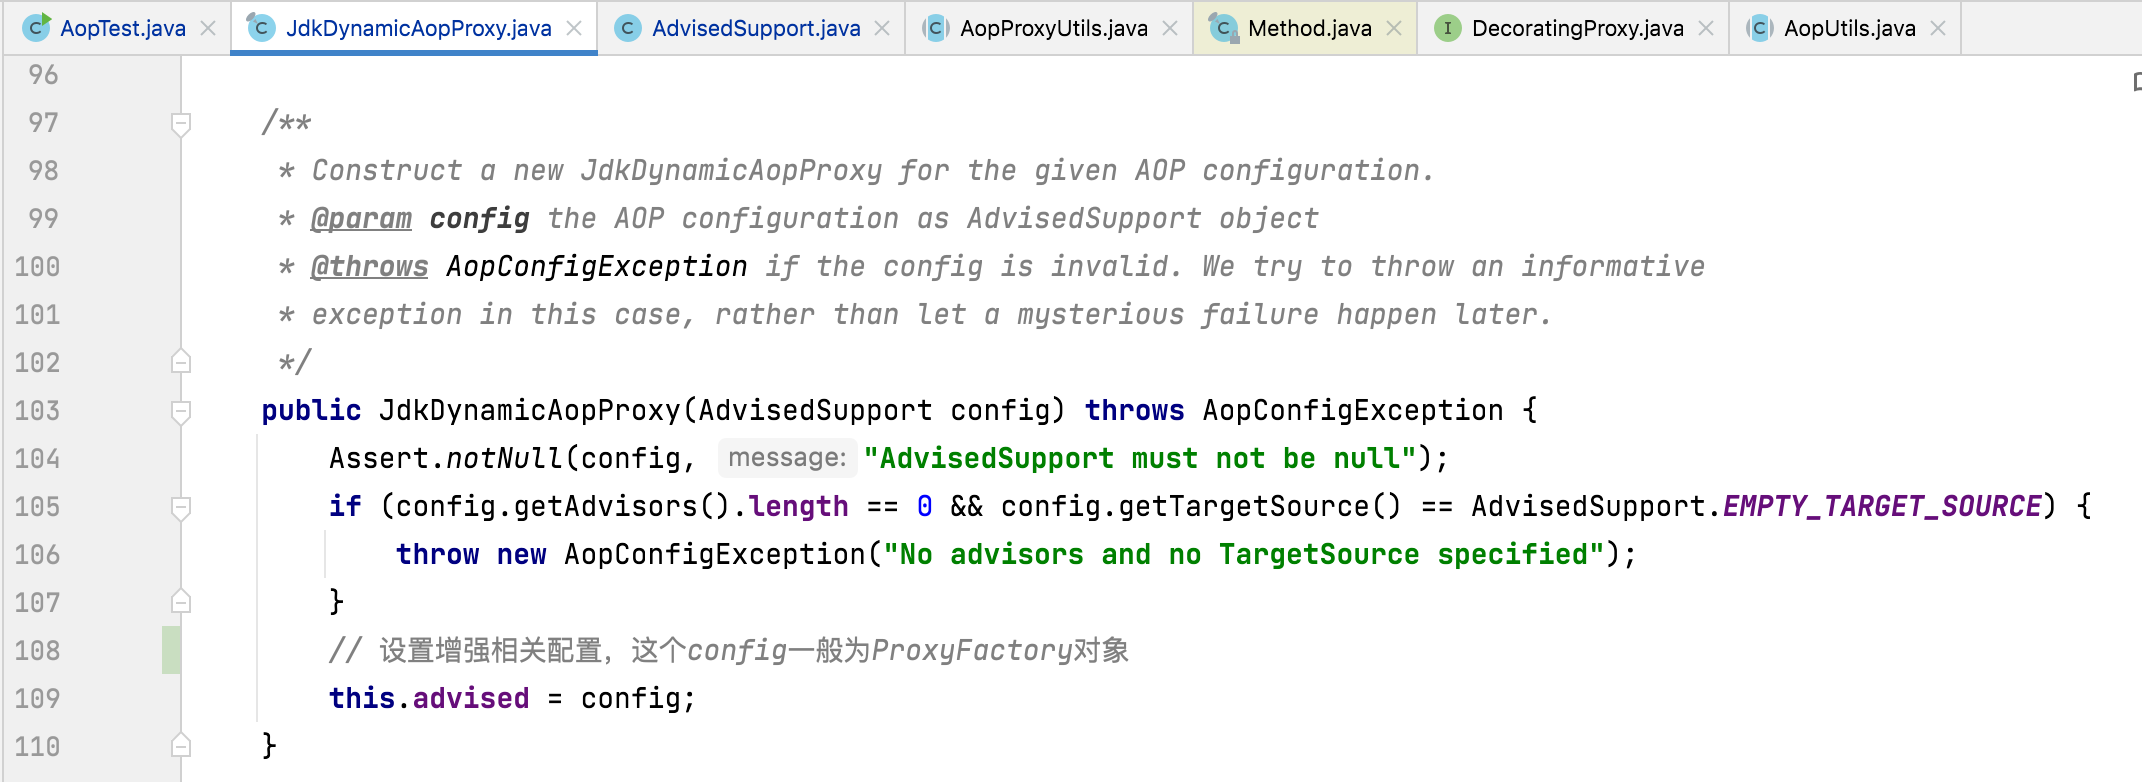 AopTest.java JdkDynamicAopProxy.java AdvisedSupport.java AopProxyUtils.java Method.java DecoratingProxy.java AopUtils.java
96
97 /**
98 * Construct a new JdkDynamicAopProxy for the given AOP configuration.
99 * @param config the AOP configuration as AdvisedSupport object
100 * @throws AopConfigException if the config is invalid. We try to throw an informative
101 * exception in this case, rather than let a mysterious failure happen later.
102 */
103 public JdkDynamicAopProxy(AdvisedSupport config) throws AopConfigException {
104 Assert.notNull(config, message: "AdvisedSupport must not be null");
105 if (config.getAdvisors().length == 0 && config.getTargetSource() == AdvisedSupport.EMPTY_TARGET_SOURCE) {
106 throw new AopConfigException("No advisors and no TargetSource specified");
107 }
108 // 设置增强相关配置，这个config一般为ProxyFactory对象
109 this.advised = config;
110 }